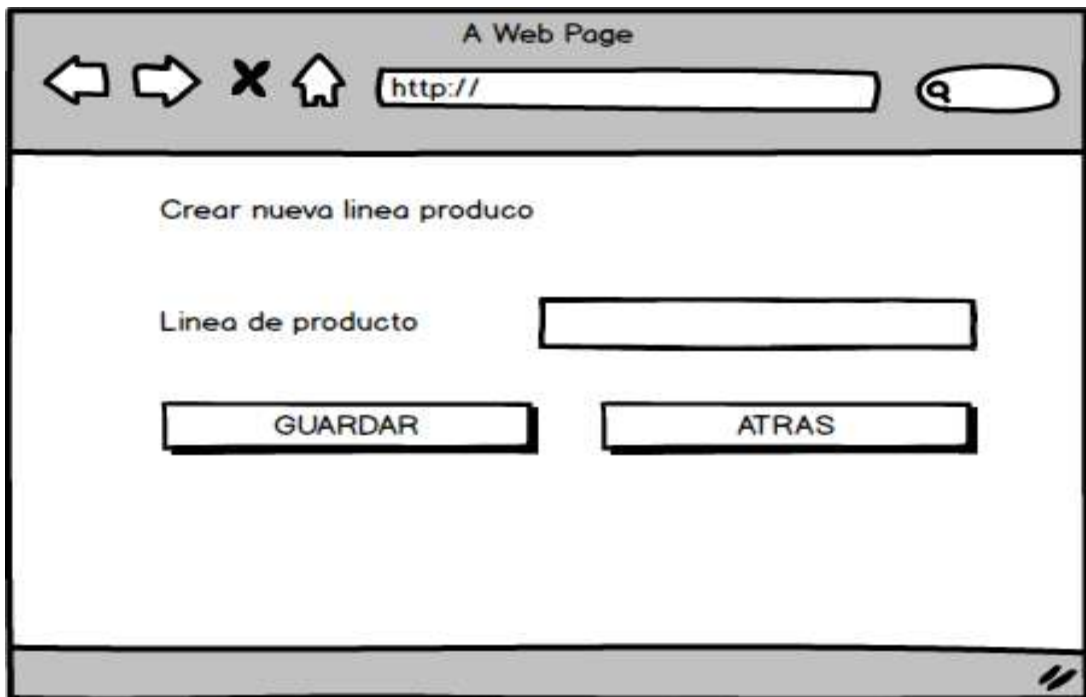 A Web Page
http://
Crear nueva linea produco
Linea de producto
GUARDAR
ATRAS